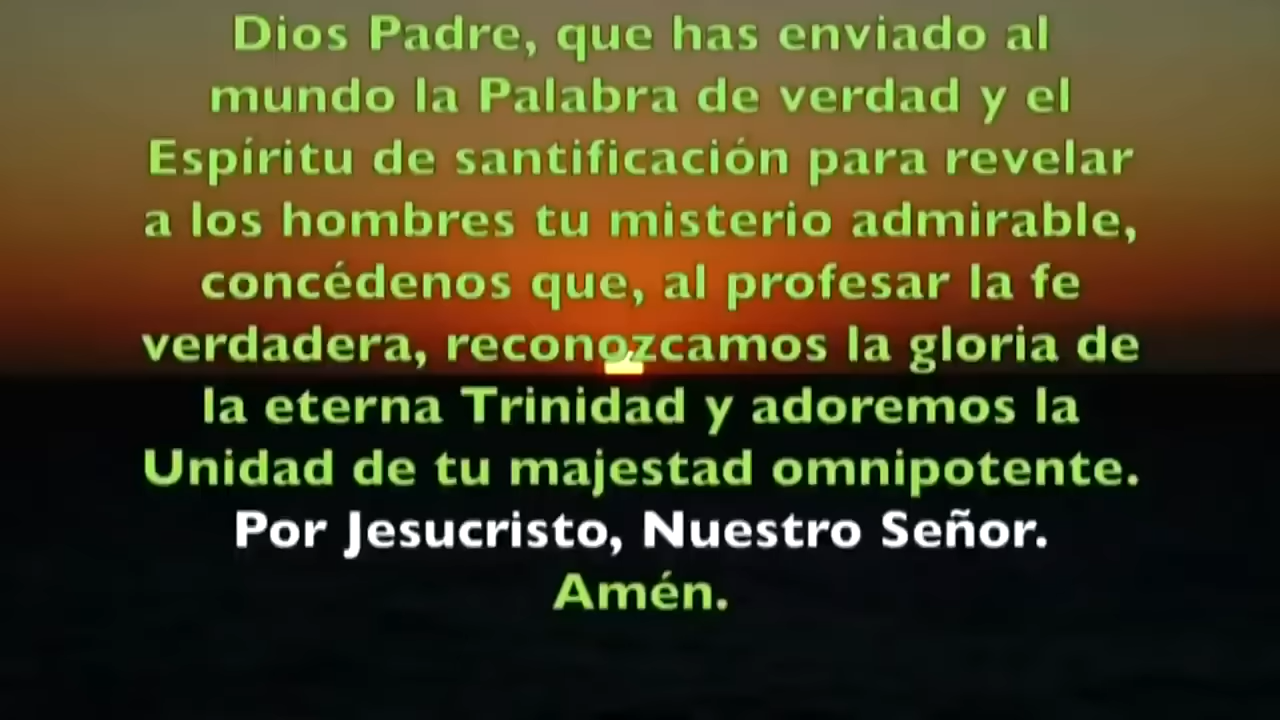 Dios Padre, que has enviado al
mundo la Palabra de verdad y el
Espíritu de santificación para revelar
a los hombres tu misterio admirable,
concédenos que, al profesar la fe
verdadera, reconozcamos la gloria de
la eterna Trinidad y adoremos la
Unidad de tu majestad omnipotente.
Por Jesucristo, Nuestro Señor.
Amén.